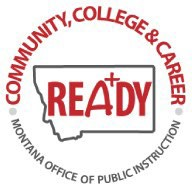 COMMUNITY, COLLEGE & CAREER
READY
MONTANA OFFICE OF PUBLIC INSTRUCTION